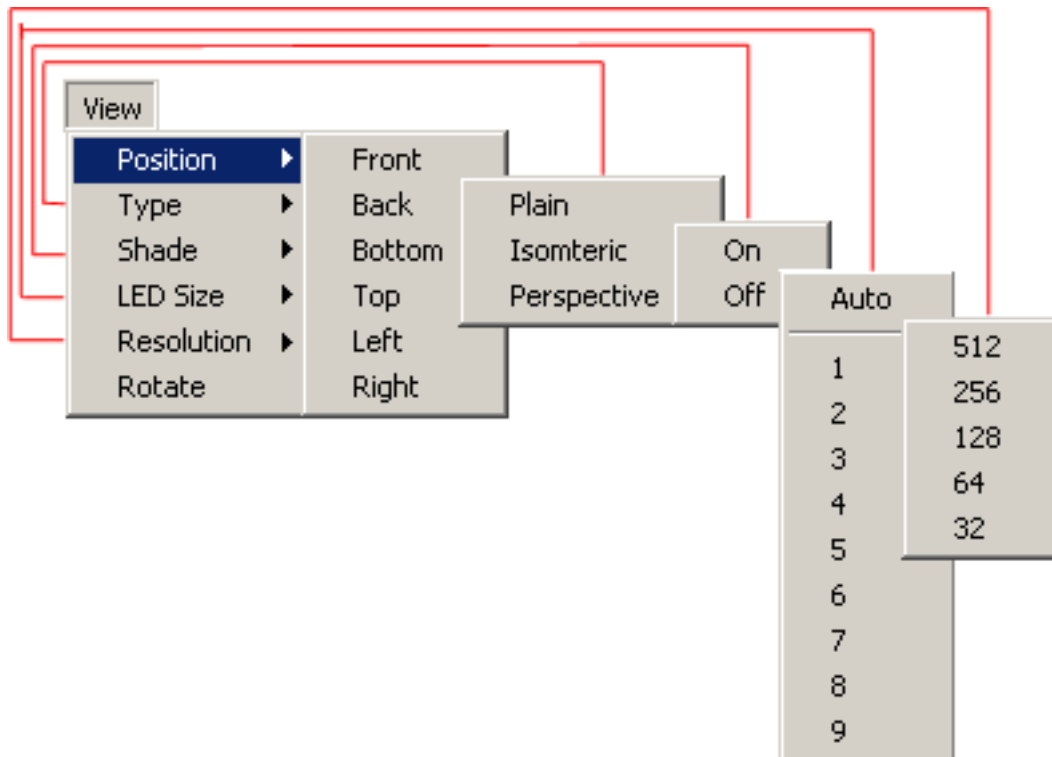 View
Position
Type
Shade
LED Size
Resolution
Rotate
Front
Back
Bottom
Top
Left
Right
Plain
Isomteric
Perspective
On
Off
Auto
1
2
3
4
5
6
7
8
9
512
256
128
64
32